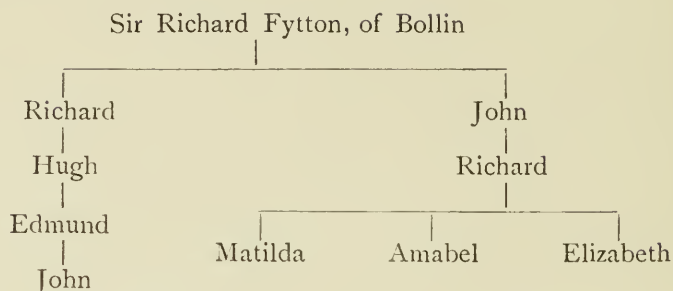 Sir Richard Fytton, of Bollin
Richard John
Hugh Richard
Edmund
Matilda Amabel Elizabeth
John